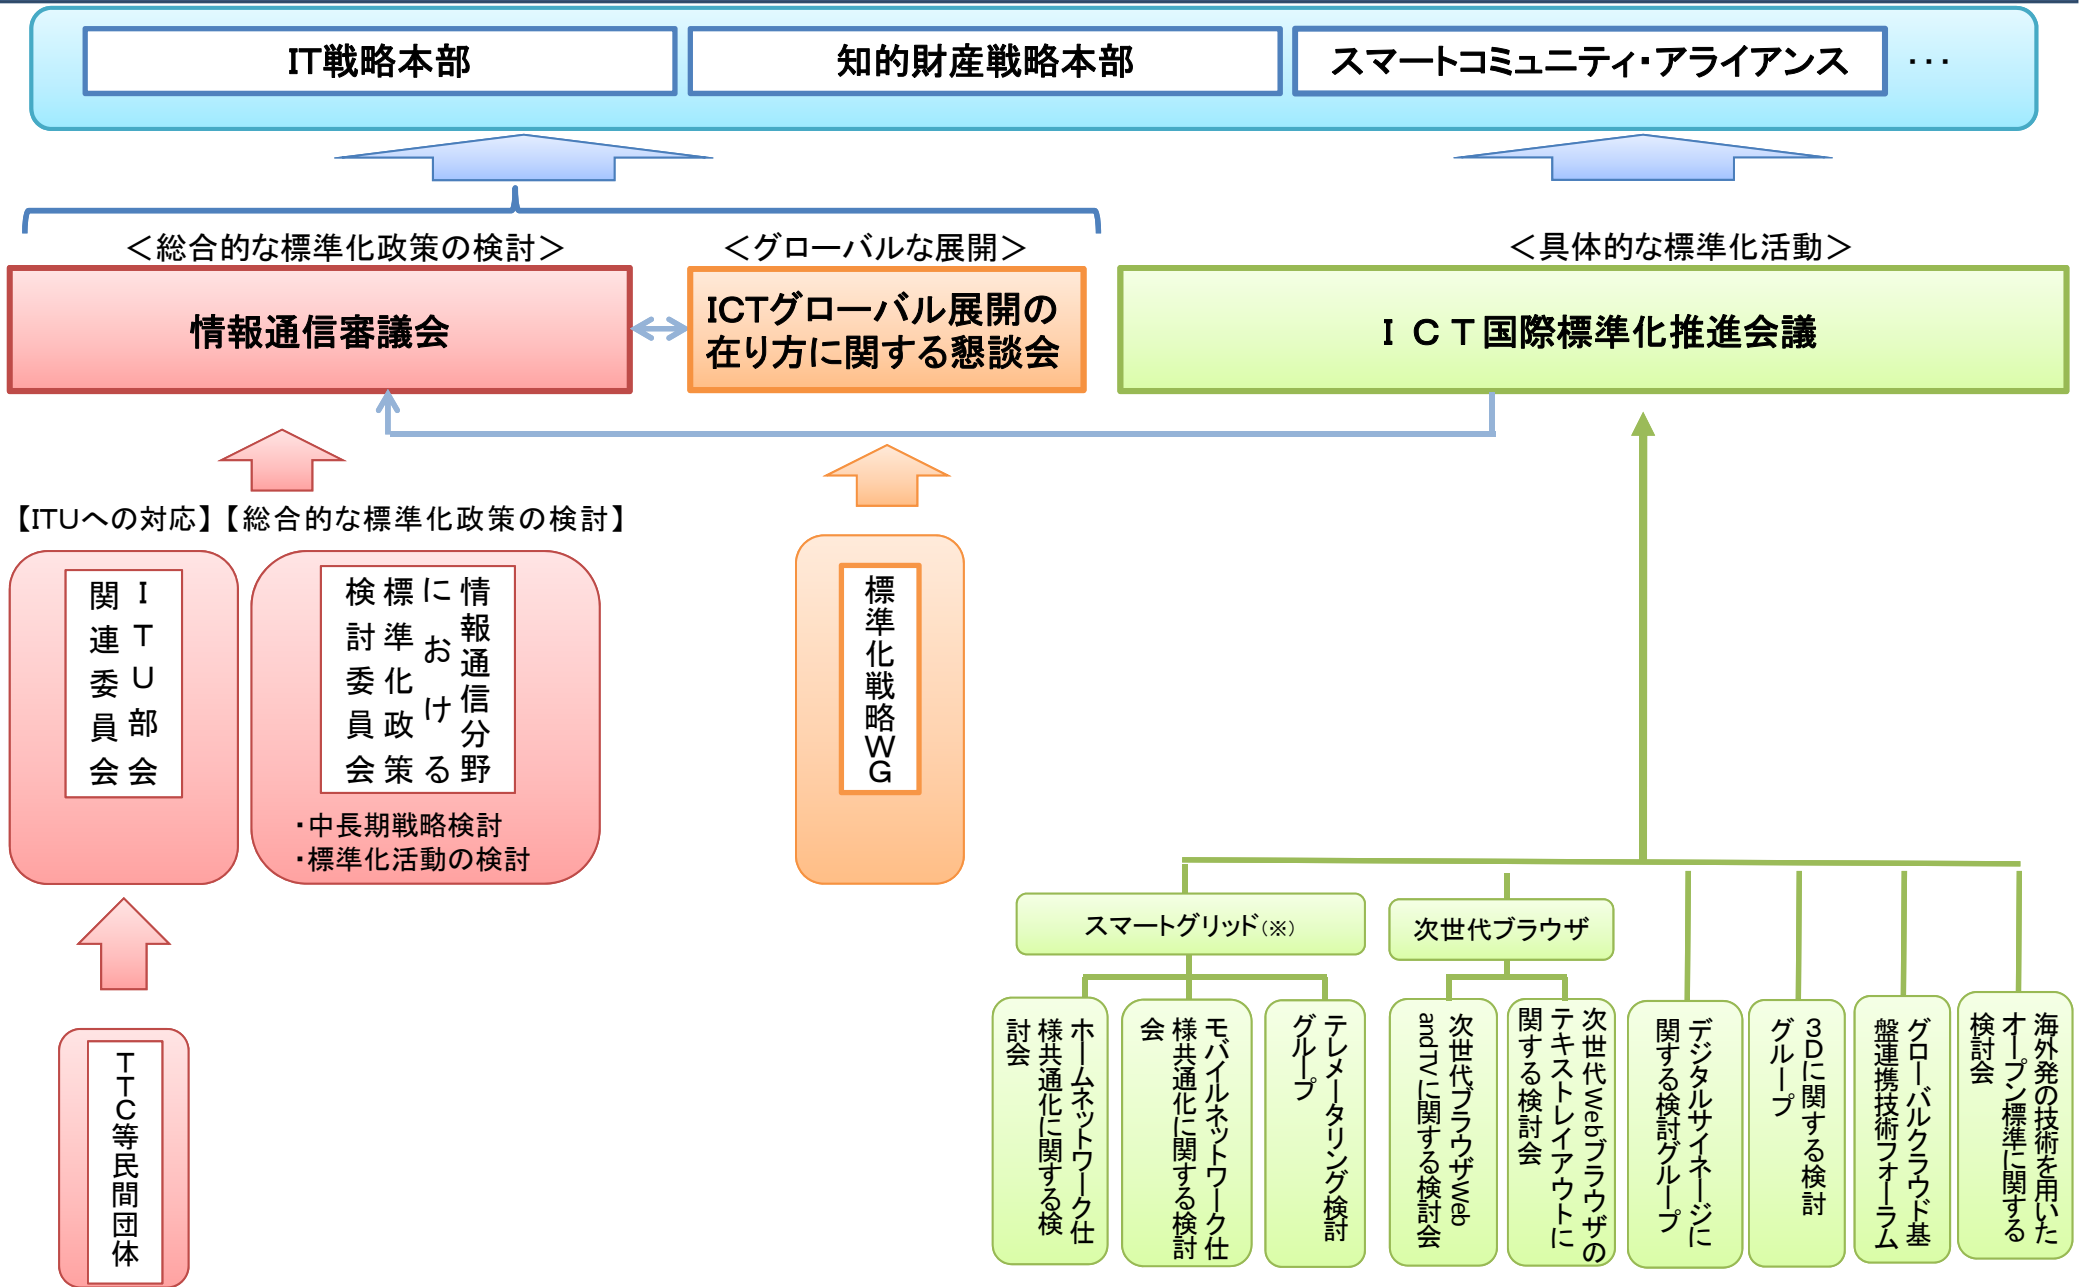 IT戦略本部
知的財産戦略本部
スマートコミュニティ・アライアンス
・・・
＜総合的な標準化政策の検討＞
＜グローバルな展開＞
＜具体的な標準化活動＞
情報通信審議会
ICTグローバル展開の
在り方に関する懇談会
ＩＣＴ国際標準化推進会議
【ITUへの対応】
【総合的な標準化政策の検討】
ＩＴＵ部会
関連委員会
情報通信分野
における
標準化政策
検討委員会
・中長期戦略検討
・標準化活動の検討
標準化戦略ＷＧ
ＴＴＣ等民間団体
スマートグリッド（※）
次世代ブラウザ
ホームネットワーク仕
様共通化に関する検
討会
モバイルネットワーク仕
様共通化に関する検討
会
テレメータリング検討
グループ
次世代ブラウザWeb
and TVに関する検討会
次世代Webブラウザの
テキストレイアウトに
関する検討会
デジタルサイネージに
関する検討グループ
３Dに関する検討
グループ
グローバルクラウド基
盤連携技術フォーラム
海外発の技術を用いた
オープン標準に関する
検討会